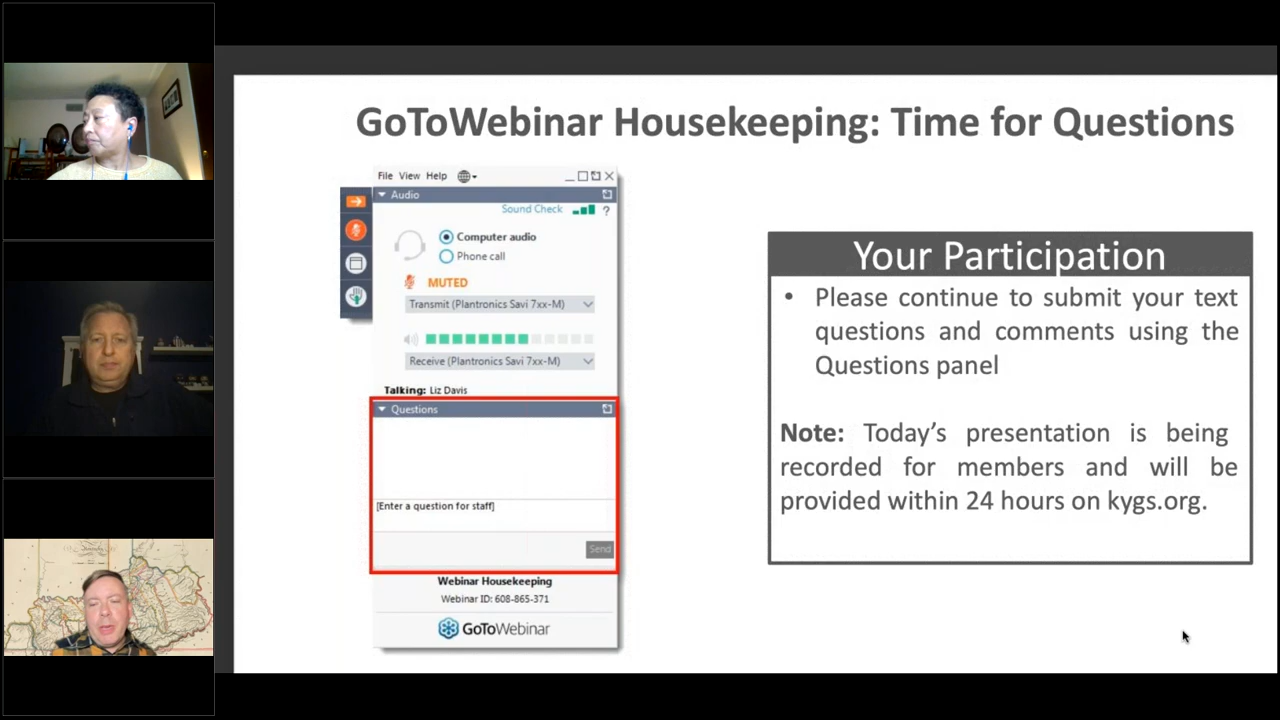 GoToWebinar Housekeeping: Time for Questions
File View Help
Audio
Sound Check ?
Computer audio
Phone call
MUTED
Transmit (Plantronics Savi 7xx-M)
Receive (Plantronics Savi 7xx-M)
Talking: Liz Davis
Questions
[Enter a question for staff]
Send
Webinar Housekeeping
Webinar ID: 608-865-371
GoToWebinar
Your Participation
• Please continue to submit your text
questions and comments using the
Questions panel
Note: Today's presentation is being
recorded for members and will be
provided within 24 hours on kygs.org.